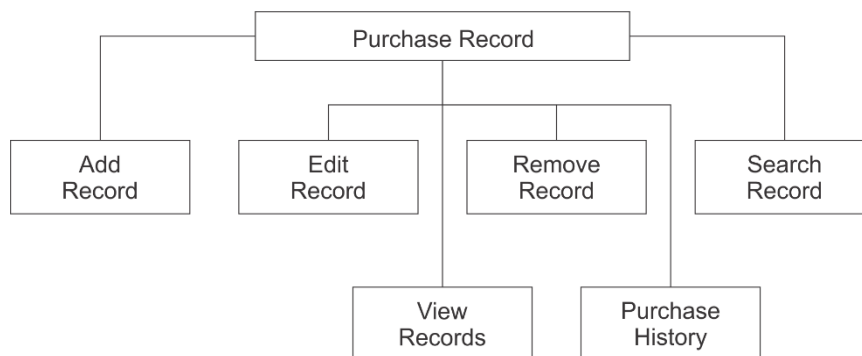 Purchase Record
Add
Record
Edit
Record
Remove
Record
Search
Record
View
Records
Purchase
History